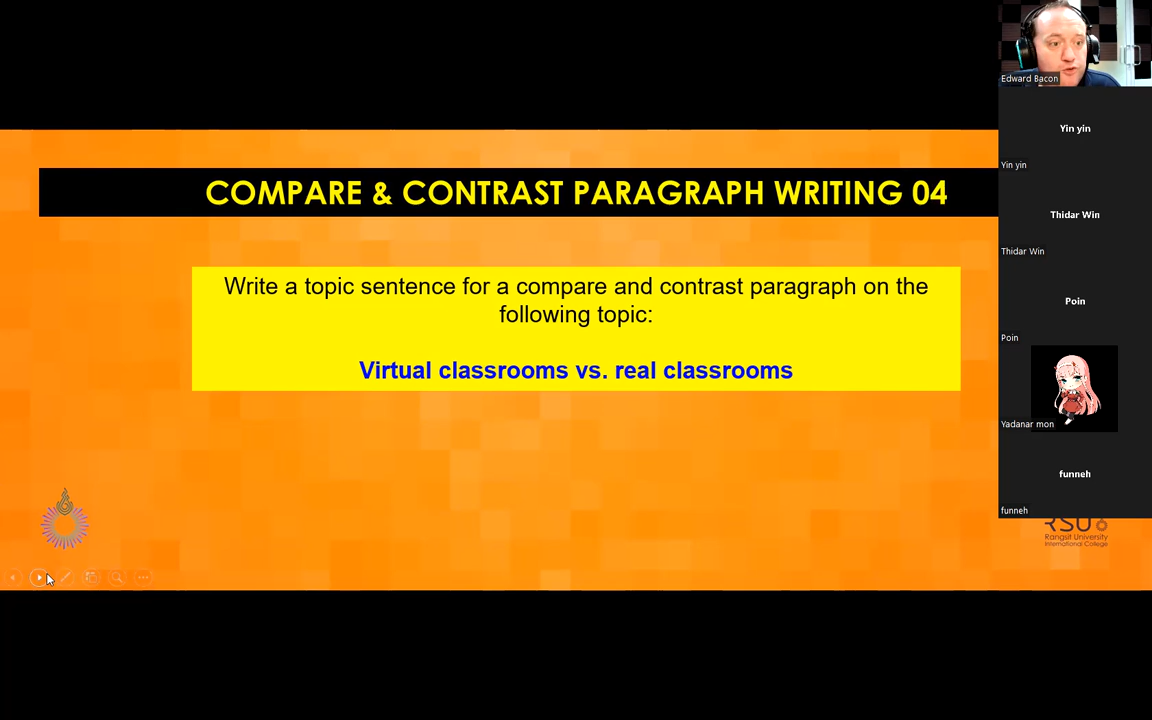 COMPARE & CONTRAST PARAGRAPH WRITING 04
Write a topic sentence for a compare and contrast paragraph on the
following topic:
Virtual classrooms vs. real classrooms
Edward Bacon
Yin yin
Yin yin
Thidar Win
Thidar Win
Poin
Poin
Yadanar mon
funneh
funneh
RSU
Rangsit University
International College